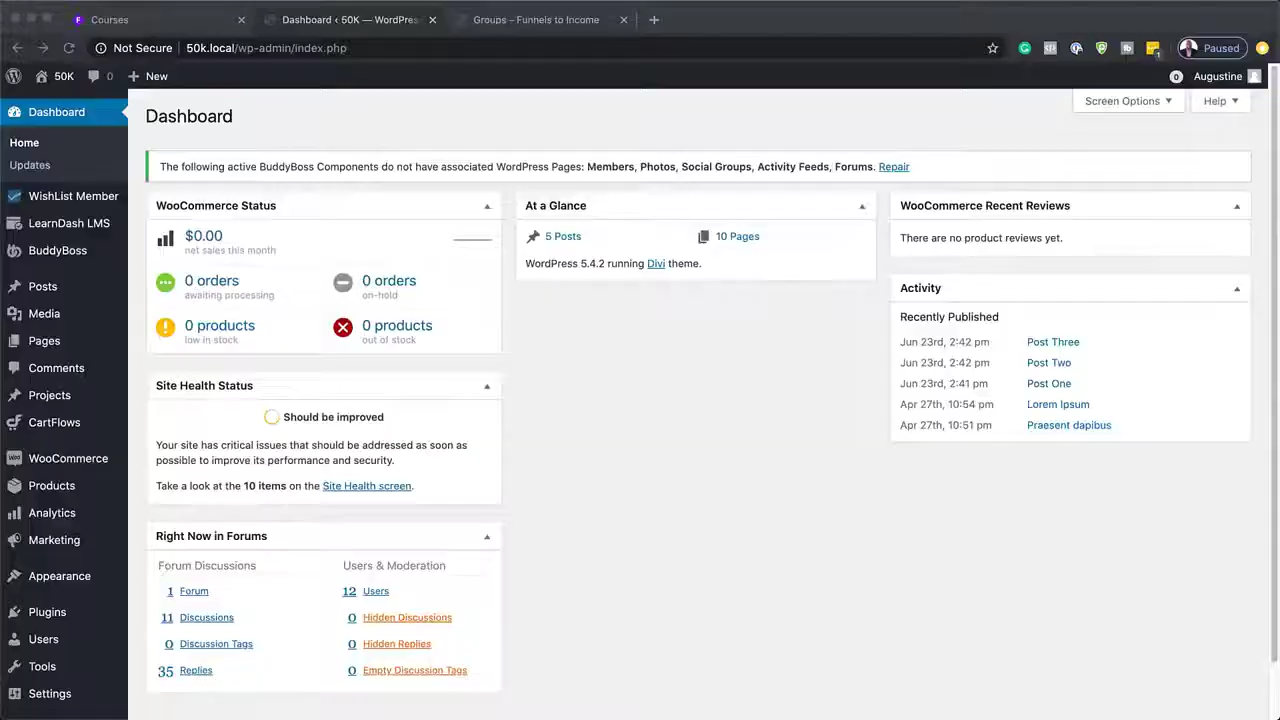 Courses
Dashboard ‹ 50K — WordPress
Groups – Funnels to Income
Not Secure
50k.local/wp-admin/index.php
Paused
50K
0
New
0
Augustine
Dashboard
Home
Updates
WishList Member
LearnDash LMS
BuddyBoss
Posts
Media
Pages
Comments
Projects
CartFlows
WooCommerce
Products
Analytics
Marketing
Appearance
Plugins
Users
Tools
Settings
Screen Options
Help
Dashboard
The following active BuddyBoss Components do not have associated WordPress Pages: Members, Photos, Social Groups, Activity Feeds, Forums. Repair
WooCommerce Status
$0.00
net sales this month
0 orders
awaiting processing
0 orders
on-hold
0 products
low in stock
0 products
out of stock
Site Health Status
Should be improved
Your site has critical issues that should be addressed as soon as
possible to improve its performance and security.
Take a look at the 10 items on the Site Health screen.
Right Now in Forums
Forum Discussions
1 Forum
11 Discussions
0 Discussion Tags
35 Replies
Users & Moderation
12 Users
0 Hidden Discussions
0 Hidden Replies
0 Empty Discussion Tags
At a Glance
5 Posts
10 Pages
WordPress 5.4.2 running Divi theme.
WooCommerce Recent Reviews
There are no product reviews yet.
Activity
Recently Published
Jun 23rd, 2:42 pm Post Three
Jun 23rd, 2:42 pm Post Two
Jun 23rd, 2:41 pm Post One
Apr 27th, 10:54 pm Lorem Ipsum
Apr 27th, 10:51 pm Praesent dapibus